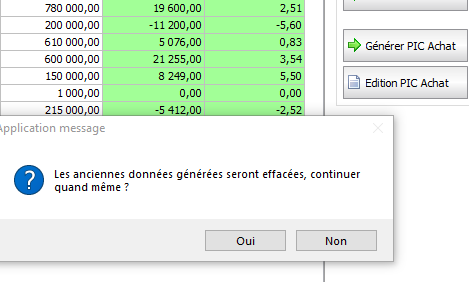 780 000,00 19 600,00 2,51
200 000,00 -11 200,00 -5,60
610 000,00 5 076,00 0,83
600 000,00 21 255,00 3,54
150 000,00 8 249,00 5,50
1 000,00 0,00 0,00
215 000,00 -5 412,00 -2,52
Générer PIC Achat
Edition PIC Achat
Application message
Les anciennes données générées seront effacées, continuer
quand même ?
Oui Non